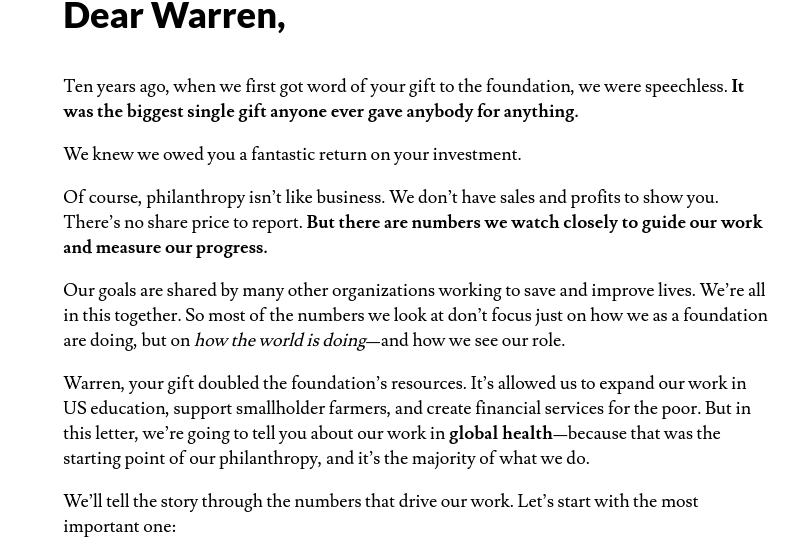 Dear Warren,
Ten years ago, when we first got word of your gift to the foundation, we were speechless. It
was the biggest single gift anyone ever gave anybody for anything.
We knew we owed you a fantastic return on your investment.
Of course, philanthropy isn’t like business. We don’t have sales and profits to show you.
There’s no share price to report. But there are numbers we watch closely to guide our work
and measure our progress.
Our goals are shared by many other organizations working to save and improve lives. We’re all
in this together. So most of the numbers we look at don’t focus just on how we as a foundation
are doing, but on how the world is doing—and how we see our role.
Warren, your gift doubled the foundation’s resources. It’s allowed us to expand our work in
US education, support smallholder farmers, and create financial services for the poor. But in
this letter, we’re going to tell you about our work in global health—because that was the
starting point of our philanthropy, and it’s the majority of what we do.
We’ll tell the story through the numbers that drive our work. Let’s start with the most
important one: